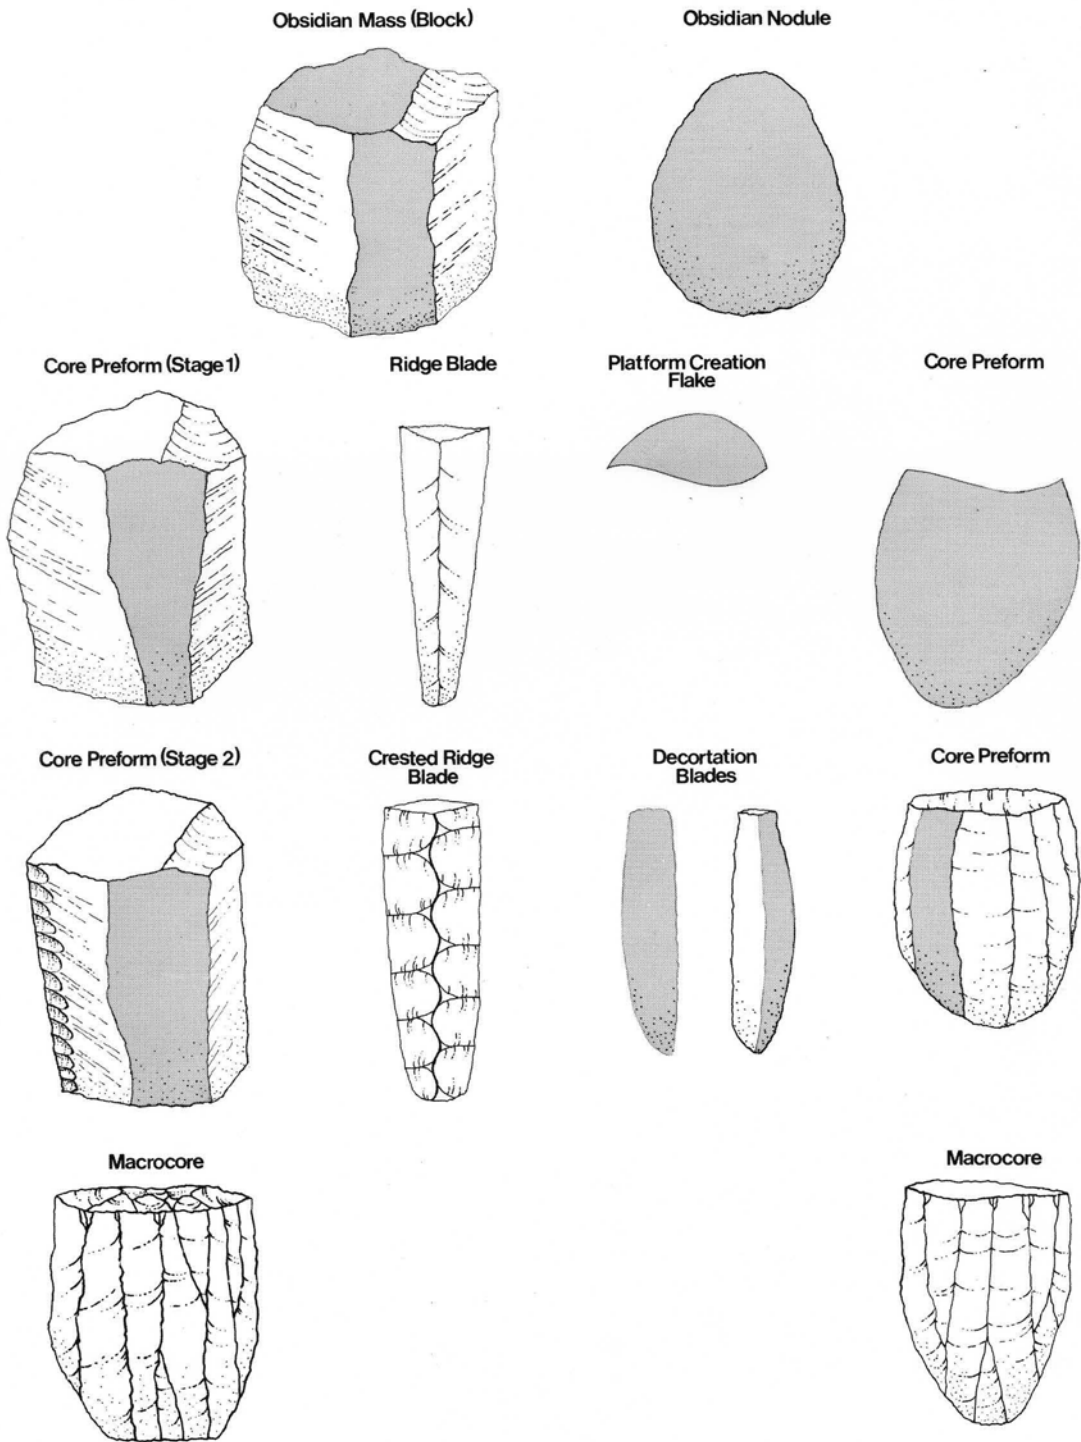 Obsidian Mass (Block)
Obsidian Nodule
Core Preform (Stage 1)
Ridge Blade
Platform Creation
Flake
Core Preform
Core Preform (Stage 2)
Crested Ridge
Blade
Decortation
Blades
Core Preform
Macrocore
Macrocore